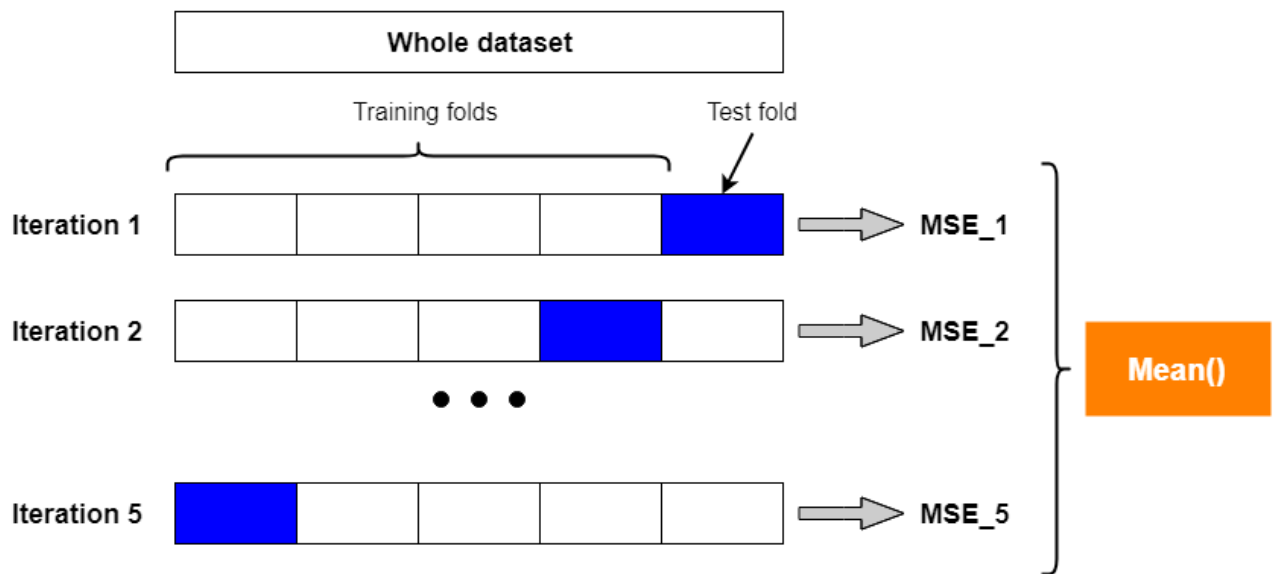 Whole dataset
Training folds
Test fold
Iteration 1
MSE_1
Iteration 2
MSE_2
Mean()
Iteration 5
MSE_5